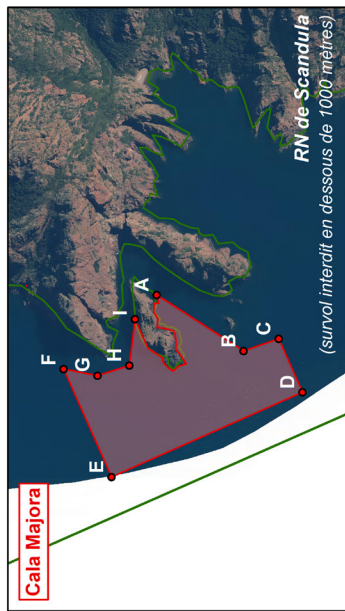 Cala Majora
F
G
H
I
A
E
B
C
D
RN de Scandula
(survol interdit en dessous de 1000 mètres)